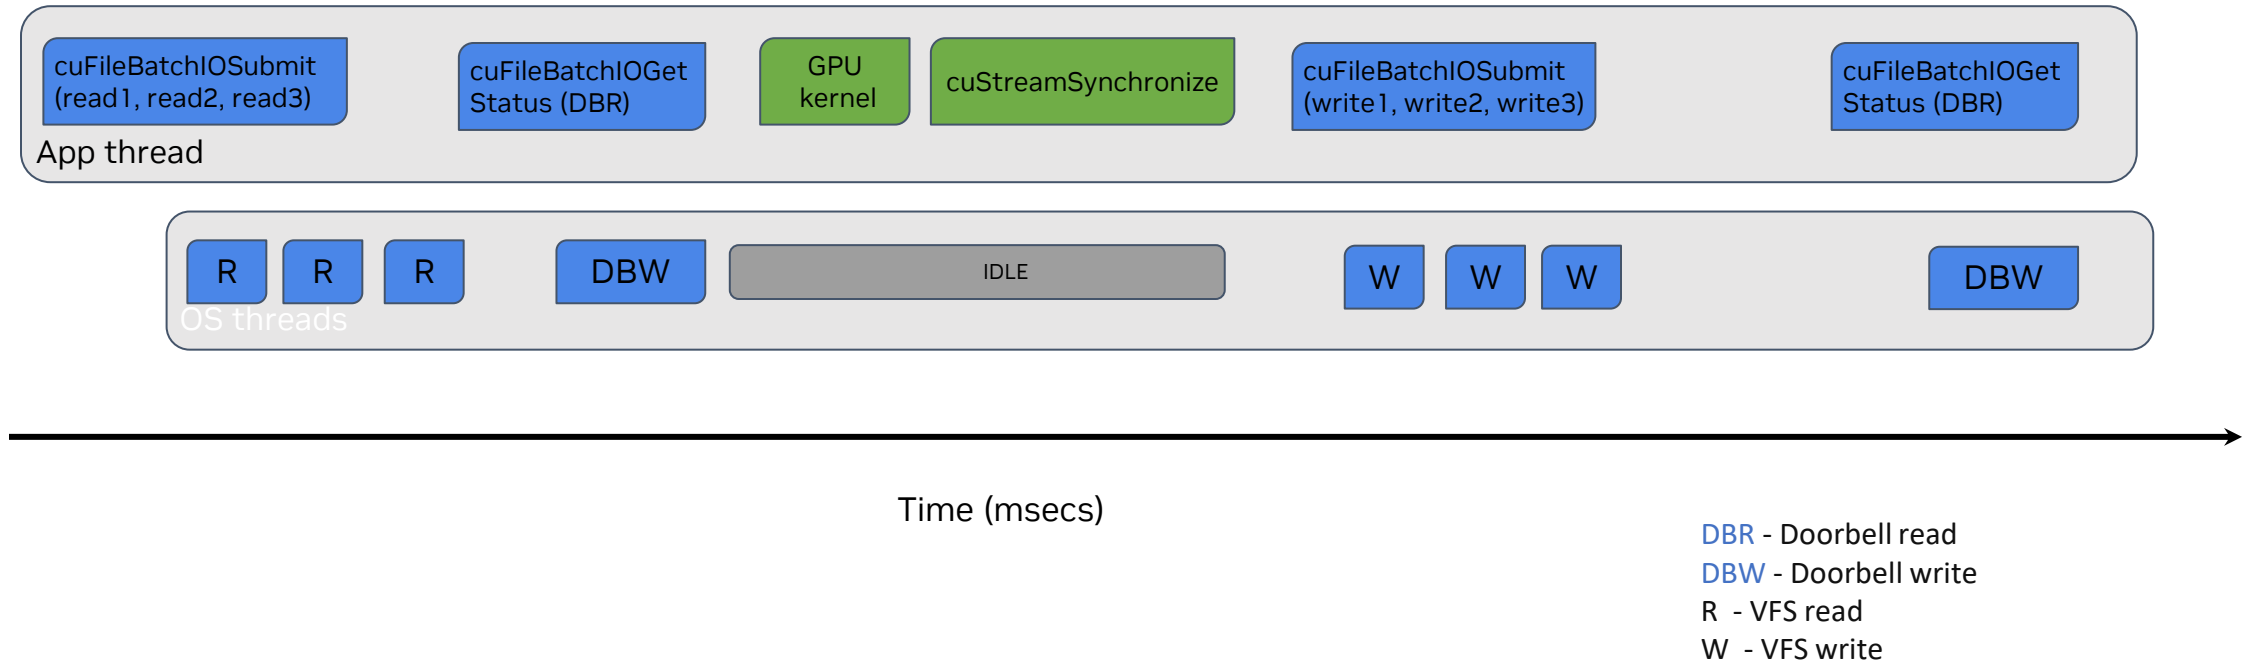 cuFileBatchIOSubmit
(read1, read2, read3)
cuFileBatchIOGet
Status (DBR)
GPU
kernel
cuStreamSynchronize
cuFileBatchIOSubmit
(write1, write2, write3)
cuFileBatchIOGet
Status (DBR)
App thread
R
R
R
DBW
IDLE
W
W
W
DBW
OS threads
Time (msecs)
DBR - Doorbell read
DBW - Doorbell write
R - VFS read
W - VFS write